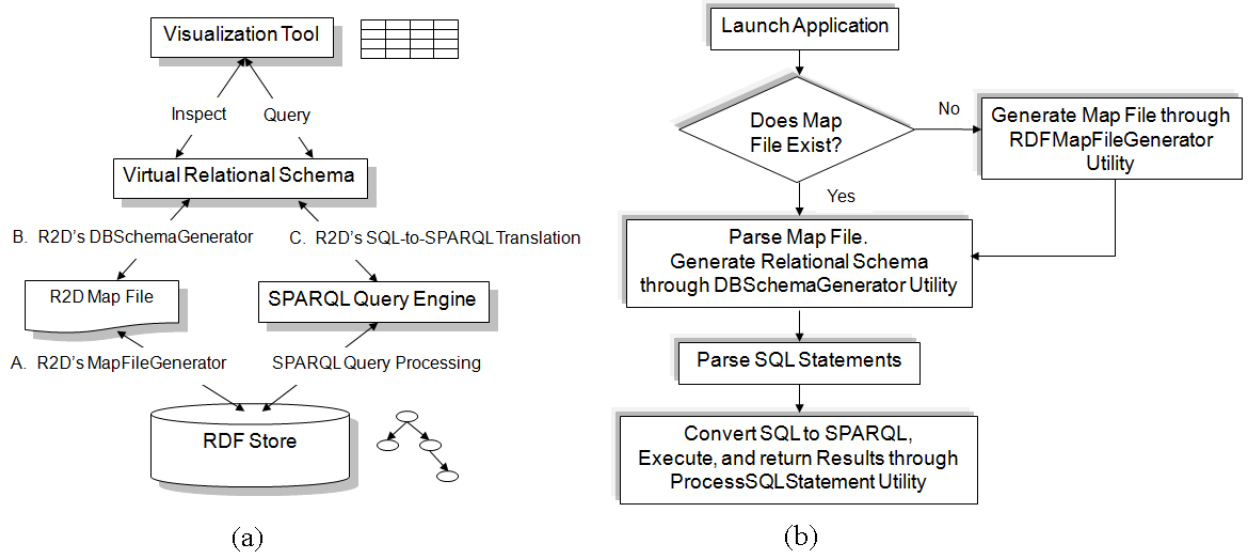 Visualization Tool
Inspect
Query
Virtual Relational Schema
B. R2D's DBSchemaGenerator
C. R2D's SQL-to-SPARQL Translation
R2D Map File
SPARQL Query Engine
A. R2D's MapFileGenerator
SPARQL Query Processing
RDF Store
(a)
Launch Application
Does Map
File Exist?
No
Generate Map File through
RDFMapFileGenerator
Utility
Yes
Parse Map File.
Generate Relational Schema
through DBSchemaGenerator Utility
Parse SQL Statements
Convert SQL to SPARQL,
Execute, and return Results through
ProcessSQLStatement Utility
(b)